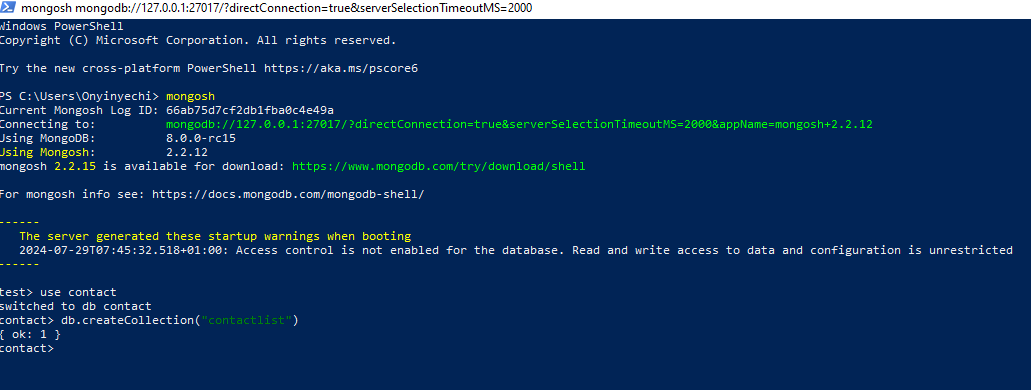 mongosh mongodb://127.0.0.1:27017/?directConnection=true&serverSelectionTimeoutMS=2000
Windows PowerShell
Copyright (C) Microsoft Corporation. All rights reserved.
Try the new cross-platform PowerShell https://aka.ms/pscore6
PS C:\Users\Onyinyechi> mongosh
Current Mongosh Log ID: 66ab75d7cf2db1fba0c4e49a
Connecting to: mongodb://127.0.0.1:27017/?directConnection=true&serverSelectionTimeoutMS=2000&appName=mongosh+2.2.12
Using MongoDB: 8.0.0-rc15
Using Mongosh: 2.2.12
mongosh 2.2.15 is available for download: https://www.mongodb.com/try/download/shell
For mongosh info see: https://docs.mongodb.com/mongodb-shell/
------
The server generated these startup warnings when booting
2024-07-29T07:45:32.518+01:00: Access control is not enabled for the database. Read and write access to data and configuration is unrestricted
------
test> use contact
switched to db contact
contact> db.createCollection("contactlist")
{ ok: 1 }
contact>